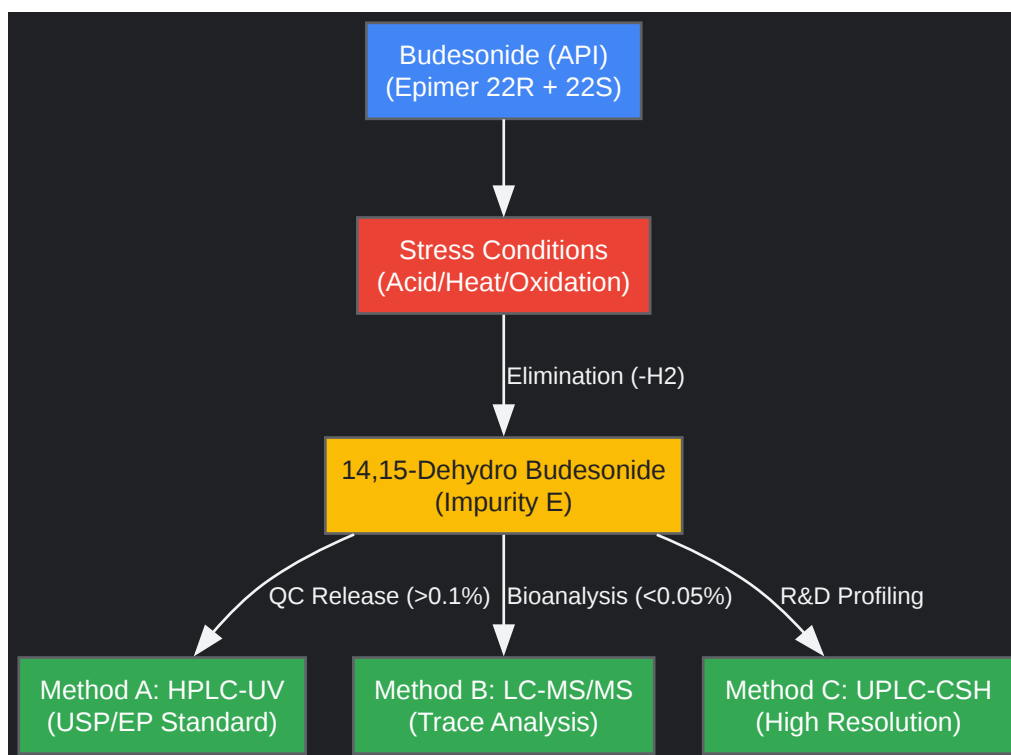 Budesonide (API)
(Epimer 22R + 22S)
Stress Conditions
(Acid/Heat/Oxidation)
Elimination (-H2)
14,15-Dehydro Budesonide
(Impurity E)
QC Release (>0.1%)
Bioanalysis (<0.05%)
R&D Profiling
Method A: HPLC-UV
(USP/EP Standard)
Method B: LC-MS/MS
(Trace Analysis)
Method C: UPLC-CSH
(High Resolution)